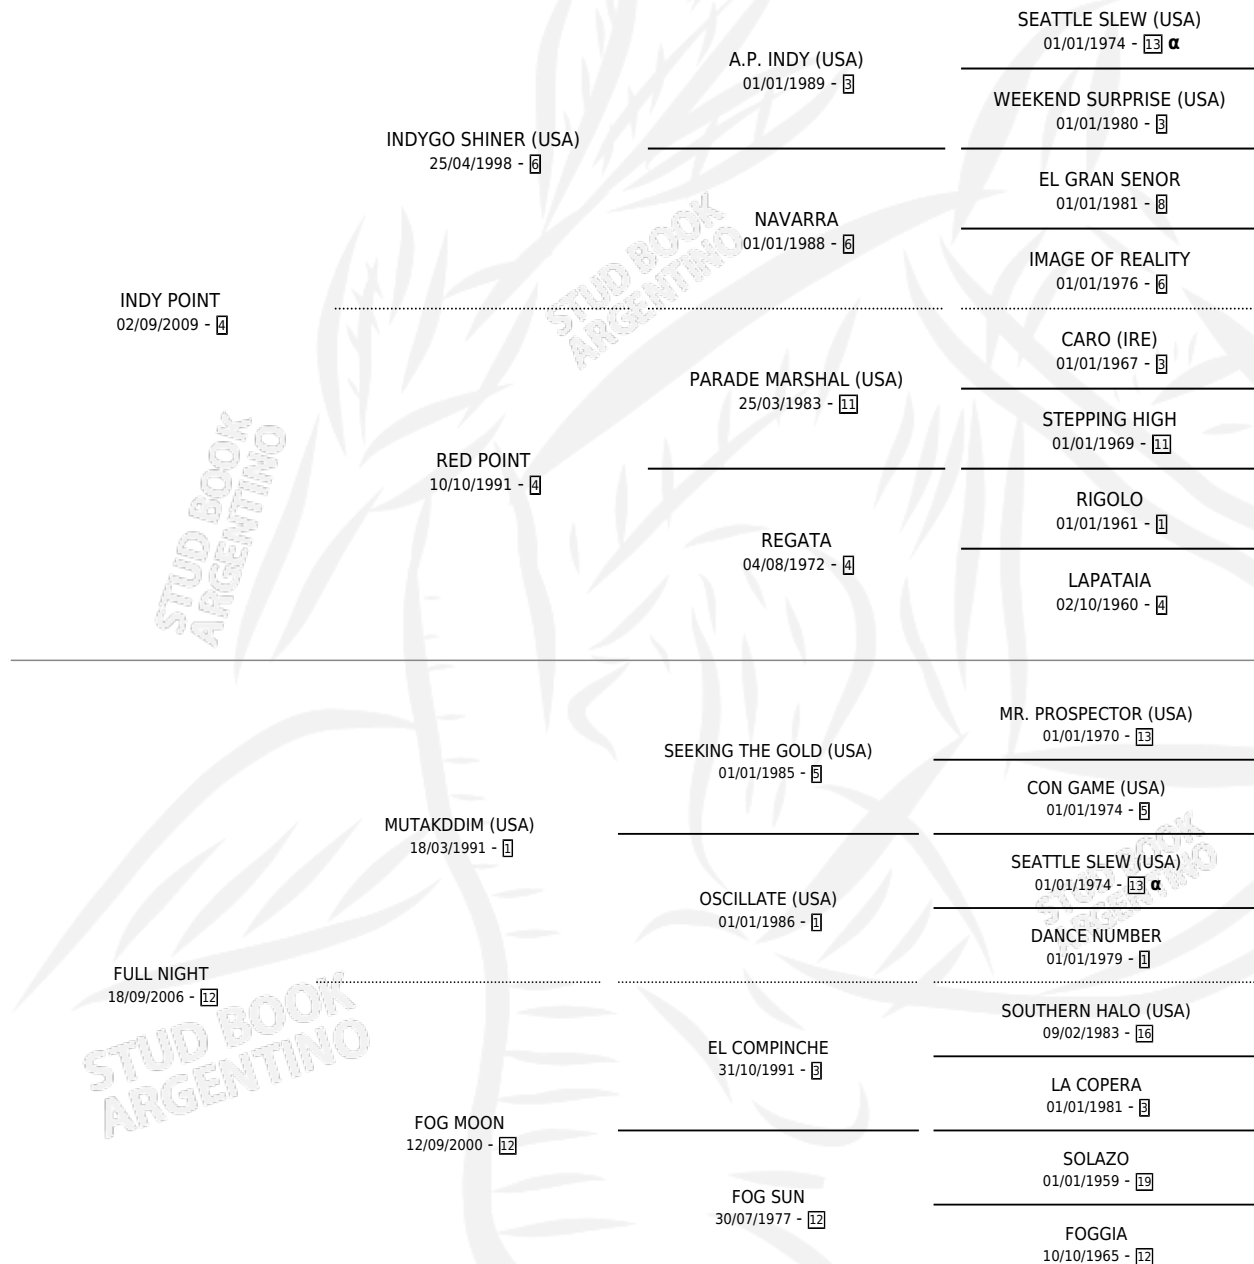 SEATTLE SLEW (USA)
01/01/1974 - 13 α
A.P. INDY (USA)
01/01/1989 - 3
WEEKEND SURPRISE (USA)
01/01/1980 - 3
INDYGO SHINER (USA)
25/04/1998 - 6
EL GRAN SENOR
01/01/1981 - 8
NAVARRA
01/01/1988 - 6
IMAGE OF REALITY
01/01/1976 - 6
INDY POINT
02/09/2009 - 4
STUD BOOK
ARGENTINO
CARO (IRE)
01/01/1967 - 3
PARADE MARSHAL (USA)
25/03/1983 - 11
STEPPING HIGH
01/01/1969 - 11
RED POINT
10/10/1991 - 4
RIGOLO
01/01/1961 - 1
REGATA
04/08/1972 - 4
LAPATAIA
02/10/1960 - 4
STUD BOOK
ARGENTINO
MR. PROSPECTOR (USA)
01/01/1970 - 13
SEEKING THE GOLD (USA)
01/01/1985 - 5
CON GAME (USA)
01/01/1974 - 5
MUTAKDDIM (USA)
18/03/1991 - 1
SEATTLE SLEW (USA)
01/01/1974 - 13 α
OSCILLATE (USA)
01/01/1986 - 1
DANCE NUMBER
01/01/1979 - 1
STUD BOOK
ARGENTINO
FULL NIGHT
18/09/2006 - 12
STUD BOOK
ARGENTINO
SOUTHERN HALO (USA)
09/02/1983 - 16
EL COMPINCHE
31/10/1991 - 3
LA COPERA
01/01/1981 - 3
FOG MOON
12/09/2000 - 12
SOLAZO
01/01/1959 - 19
FOG SUN
30/07/1977 - 12
FOGGIA
10/10/1965 - 12